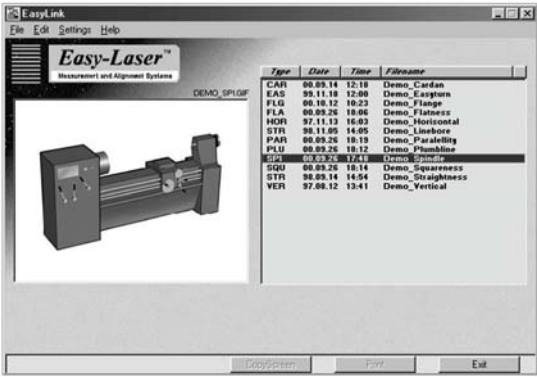 EasyLink
File Edit Settings Help
Easy-Laser™
Measurement and Alignment Systems
DEMO_SPI.GIF
Type Date Time Filename
CAR 00.09.14 12:18 Demo_Cardan
EAS 99.11.18 12:00 Demo_Easyturn
FLG 00.10.12 10:23 Demo_Flange
FLA 00.09.26 18:06 Demo_Flatness
HOR 97.11.13 16:03 Demo_Horisontal
STR 98.11.05 14:05 Demo_Linebore
PAR 00.09.26 18:19 Demo_Paralellity
PLU 00.09.26 18:12 Demo_Plumbline
SPI 00.09.26 17:48 Demo_Spindle
SQU 00.09.26 18:14 Demo_Squareness
STR 98.09.14 14:54 Demo_Straightness
VER 97.08.12 13:41 Demo_Vertical
CopyScreen Print Exit